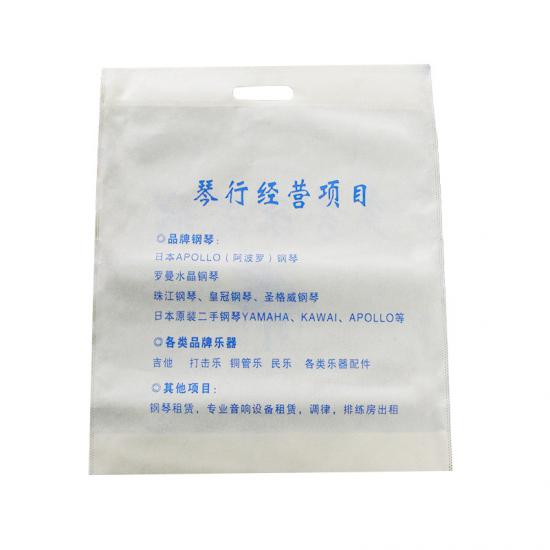 琴行经营项目
◎品牌钢琴：
日本APOLLO（阿波罗）钢琴
罗曼水晶钢琴
珠江钢琴、皇冠钢琴、圣格威钢琴
日本原装二手钢琴YAMAHA、KAWAI、APOLLO等
◎各类品牌乐器
吉他 打击乐 铜管乐 民乐 各类乐器配件
◎其他项目：
钢琴租赁，专业音响设备租赁，调律，排练房出租